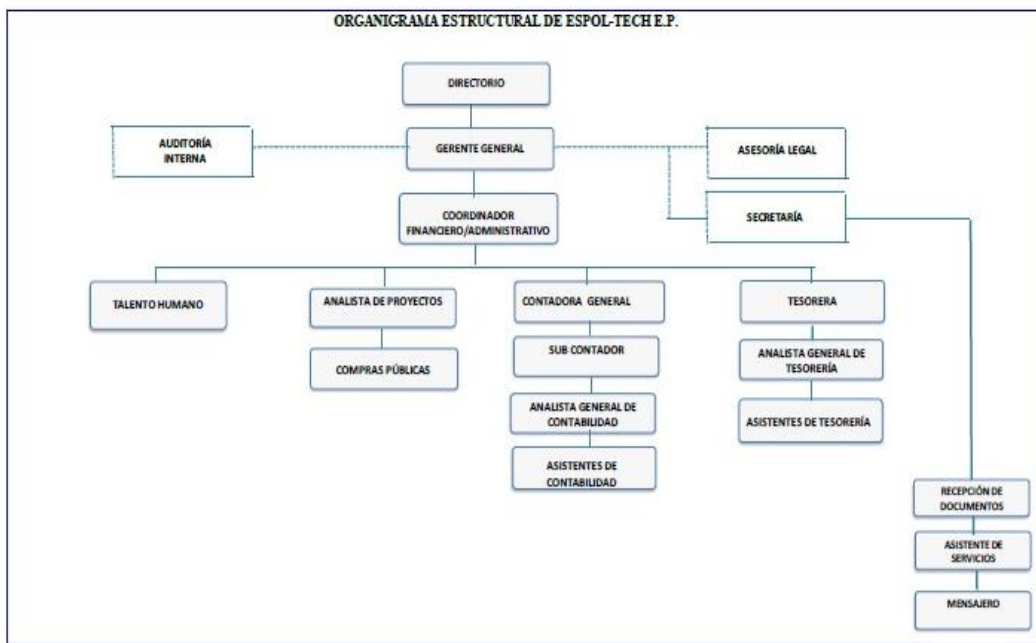 ORGANIGRAMA ESTRUCTURAL DE ESPOL-TECH E.P.
DIRECTORIO
AUDITORÍA
INTERNA
GERENTE GENERAL
ASESORÍA LEGAL
COORDINADOR
FINANCIERO/ADMINISTRATIVO
SECRETARÍA
TALENTO HUMANO
ANALISTA DE PROYECTOS
CONTADORA GENERAL
TESORERA
COMPRAS PÚBLICAS
SUB CONTADOR
ANALISTA GENERAL DE
TESORERÍA
ANALISTA GENERAL DE
CONTABILIDAD
ASISTENTES DE TESORERÍA
ASISTENTES DE
CONTABILIDAD
RECEPCIÓN DE
DOCUMENTOS
ASISTENTE DE
SERVICIOS
MENSAJERO